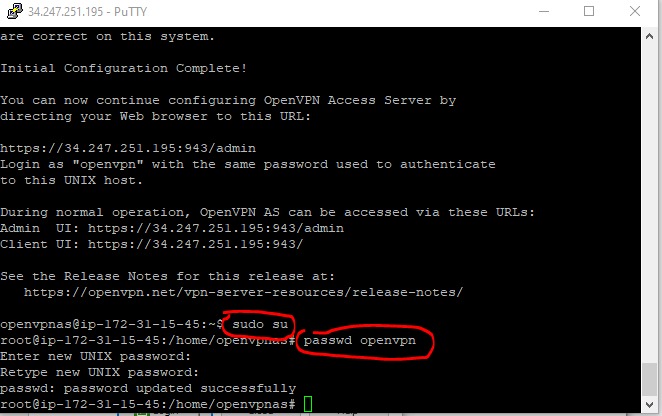 34.247.251.195 - PuTTY
are correct on this system.
Initial Configuration Complete!
You can now continue configuring OpenVPN Access Server by
directing your Web browser to this URL:
https://34.247.251.195:943/admin
Login as "openvpn" with the same password used to authenticate
to this UNIX host.
During normal operation, OpenVPN AS can be accessed via these URLs:
Admin  UI: https://34.247.251.195:943/admin
Client UI: https://34.247.251.195:943/
See the Release Notes for this release at:
   https://openvpn.net/vpn-server-resources/release-notes/
openvpnas@ip-172-31-15-45:~$ sudo su
root@ip-172-31-15-45:/home/openvpnas# passwd openvpn
Enter new UNIX password:
Retype new UNIX password:
passwd: password updated successfully
root@ip-172-31-15-45:/home/openvpnas#